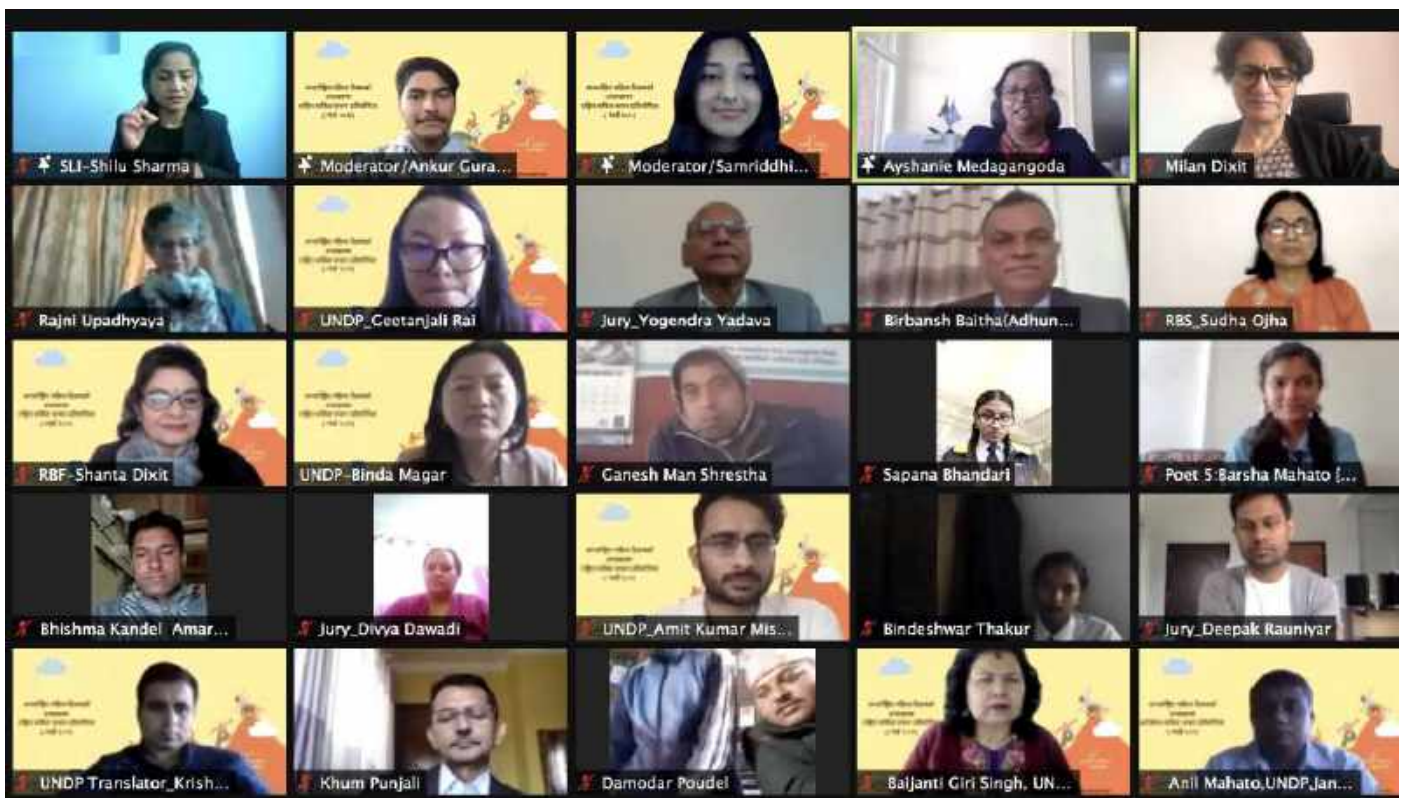 SLI-Shilu Sharma
Moderator/Ankur Gura...
Moderator/Samriddhi...
Ayshanie Medagangoda
Milan Dixit
Rajni Upadhyaya
UNDP_Geetanjali Rai
Jury_Yogendra Yadava
Birbansh Baitha(Adhun...
RBS_Sudha Ojha
RBF-Shanta Dixit
UNDP-Binda Magar
Ganesh Man Shrestha
Sapana Bhandari
Poet 5:Barsha Mahato [...
Bhishma Kandel Amar...
Jury_Divya Dawadi
UNDP_Amit Kumar Mis...
Bindeshwar Thakur
Jury_Deepak Rauniyar
UNDP Translator_Krish...
Khum Punjali
Damodar Poudel
Baijanti Giri Singh, UN...
Anil Mahato,UNDP,Jan...